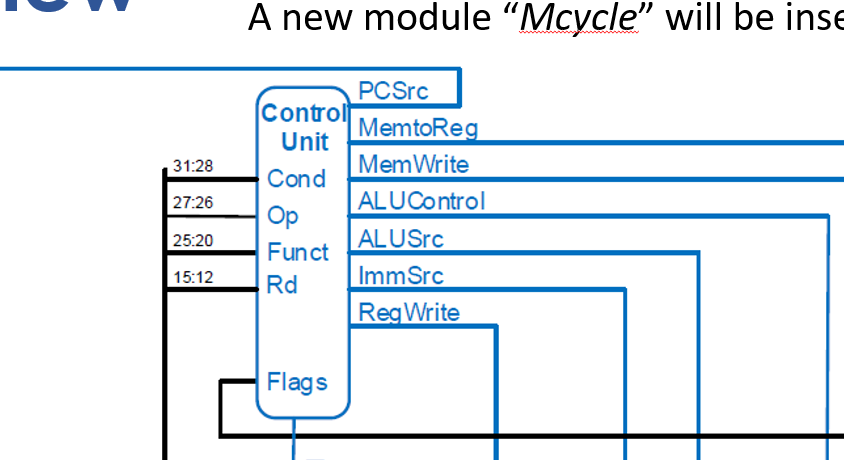 A new module “Mcycle” will be inse
PCSrc
Control
Unit
MemtoReg
31:28
Cond
MemWrite
27:26
Op
ALUControl
25:20
Funct
ALUSrc
15:12
Rd
ImmSrc
RegWrite
Flags